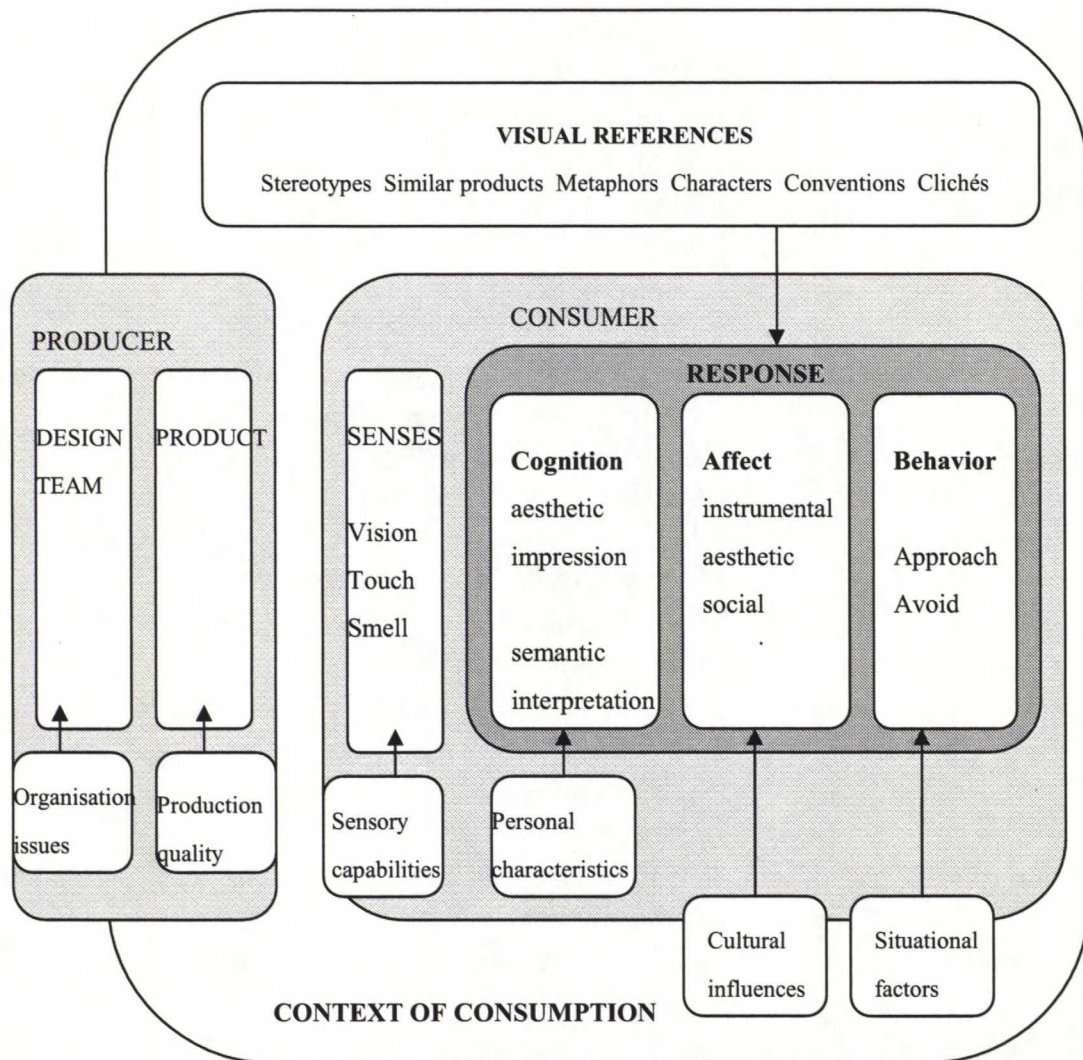 VISUAL REFERENCES
Stereotypes Similar products Metaphors Characters Conventions Clichés
PRODUCER
DESIGN
TEAM
PRODUCT
Organisation
issues
Production
quality
CONSUMER
SENSES
Vision
Touch
Smell
Sensory
capabilities
RESPONSE
Cognition
aesthetic
impression
semantic
interpretation
Personal
characteristics
Affect
instrumental
aesthetic
social
Cultural
influences
Behavior
Approach
Avoid
Situational
factors
CONTEXT OF CONSUMPTION